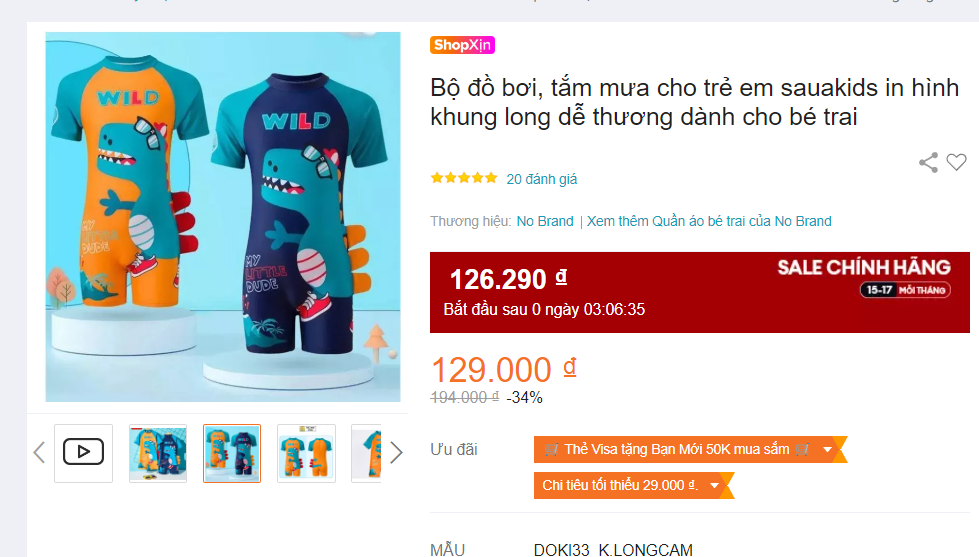 ShopXịn
Bộ đồ bơi, tắm mưa cho trẻ em sauakids in hình
khung long dễ thương dành cho bé trai
20 đánh giá
Thương hiệu: No Brand | Xem thêm Quần áo bé trai của No Brand
126.290 ₫
SALE CHÍNH HÃNG
15-17 MỖI THÁNG
Bắt đầu sau 0 ngày 03:06:35
129.000 ₫
194.000 ₫ -34%
Ưu đãi
Thẻ Visa tặng Bạn Mới 50K mua sắm
Chi tiêu tối thiểu 29.000 ₫.
MẪU
DOKI33_K.LONGCAM
WILD
MY
LITTLE
DUDE
WILD
MY
LITTLE
DUDE